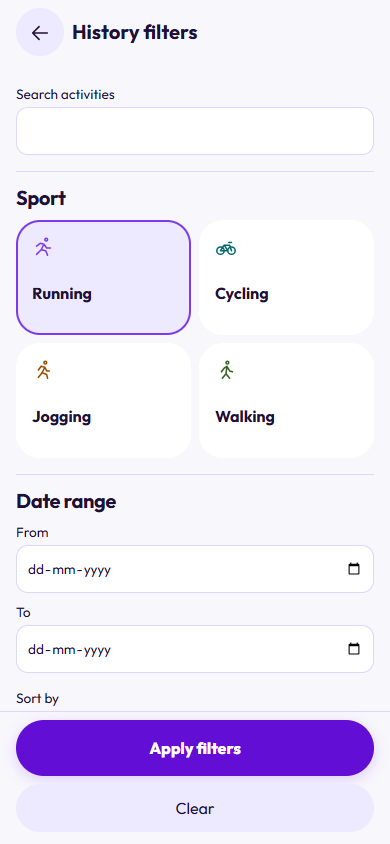 History filters
Search activities
Sport
Running
Cycling
Jogging
Walking
Date range
From
dd-mm-yyyy
To
dd-mm-yyyy
Sort by
Apply filters
Clear